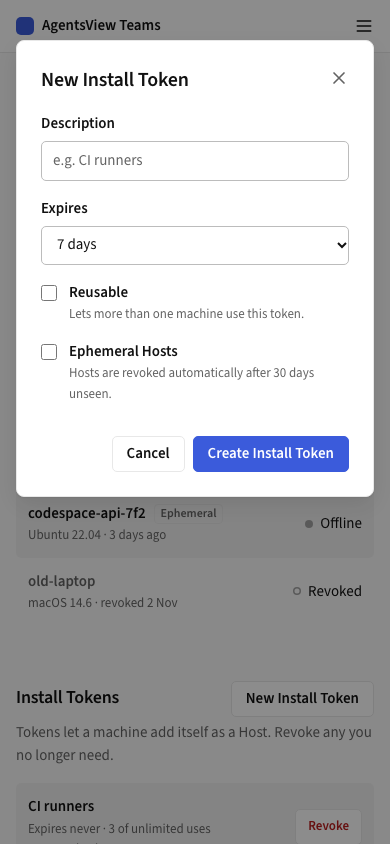 AgentsView Teams
New Install Token
Description
e.g. CI runners
Expires
7 days
Reusable
Lets more than one machine use this token.
Ephemeral Hosts
Hosts are revoked automatically after 30 days
unseen.
Cancel
Create Install Token
codespace-api-7f2 Ephemeral
Offline
Ubuntu 22.04 · 3 days ago
old-laptop
Revoked
macOS 14.6 · revoked 2 Nov
Install Tokens
New Install Token
Tokens let a machine add itself as a Host. Revoke any you
no longer need.
CI runners
Expires never · 3 of unlimited uses
Revoke